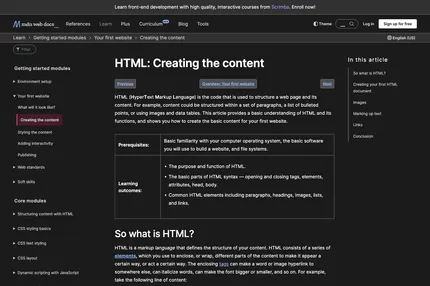 Learn front-end development with high quality, interactive courses from Scrimba. Enroll now!
mdn web docs_
References Learn Plus Curriculum Blog Tools
Theme Log in Sign up for free
Learn > Getting started modules > Your first website > Creating the content
English (US)
Filter
Getting started modules
Environment setup
Your first website
What will it look like?
Creating the content
Styling the content
Adding interactivity
Publishing
Web standards
Soft skills
Core modules
Structuring content with HTML
CSS styling basics
CSS text styling
CSS layout
Dynamic scripting with JavaScript
HTML: Creating the content
Previous
Overview: Your first website
Next
HTML (HyperText Markup Language) is the code that is used to structure a web page and its
content. For example, content could be structured within a set of paragraphs, a list of bulleted
points, or using images and data tables. This article provides a basic understanding of HTML and its
functions, and shows you how to create the basic content for your first website.
Prerequisites:
Basic familiarity with your computer operating system, the basic software
you will use to build a website, and file systems.
Learning
outcomes:
• The purpose and function of HTML.
• The basic parts of HTML syntax — opening and closing tags, elements,
attributes, head, body.
• Common HTML elements including paragraphs, headings, images, lists,
and links.
So what is HTML?
HTML is a markup language that defines the structure of your content. HTML consists of a series of
elements, which you use to enclose, or wrap, different parts of the content to make it appear a
certain way, or act a certain way. The enclosing tags can make a word or image hyperlink to
somewhere else, can italicize words, can make the font bigger or smaller, and so on. For example,
take the following line of content:
In this article
So what is HTML?
Creating your first HTML
document
Images
Marking up text
Links
Conclusion